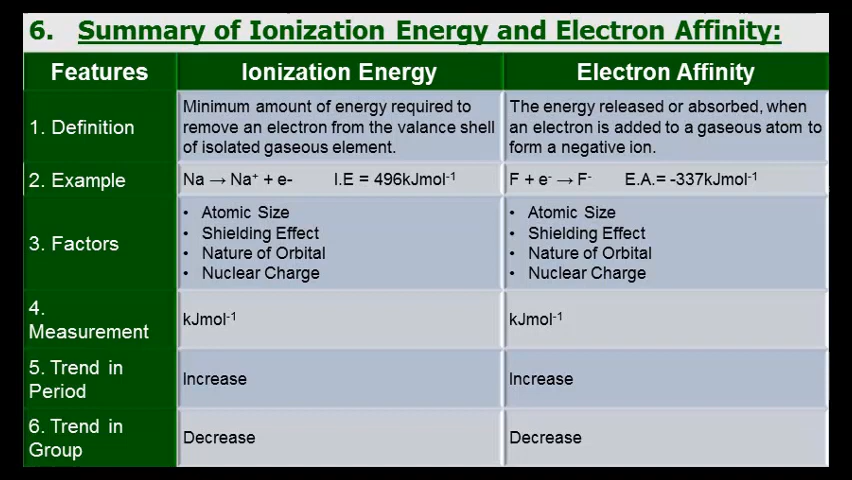 6. Summary of Ionization Energy and Electron Affinity:
Features
Ionization Energy
Electron Affinity
1. Definition
Minimum amount of energy required to
remove an electron from the valance shell
of isolated gaseous element.
The energy released or absorbed, when
an electron is added to a gaseous atom to
form a negative ion.
2. Example
Na → Na⁺ + e- I.E = 496kJmol⁻¹
F + e⁻ → F⁻ E.A.= -337kJmol⁻¹
3. Factors
• Atomic Size
• Shielding Effect
• Nature of Orbital
• Nuclear Charge
• Atomic Size
• Shielding Effect
• Nature of Orbital
• Nuclear Charge
4.
Measurement
kJmol⁻¹
kJmol⁻¹
5. Trend in
Period
Increase
Increase
6. Trend in
Group
Decrease
Decrease